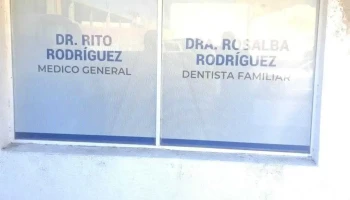 DR. RITO
RODRÍGUEZ
MEDICO GENERAL
DRA. ROSALBA
RODRÍGUEZ
DENTISTA FAMILIAR